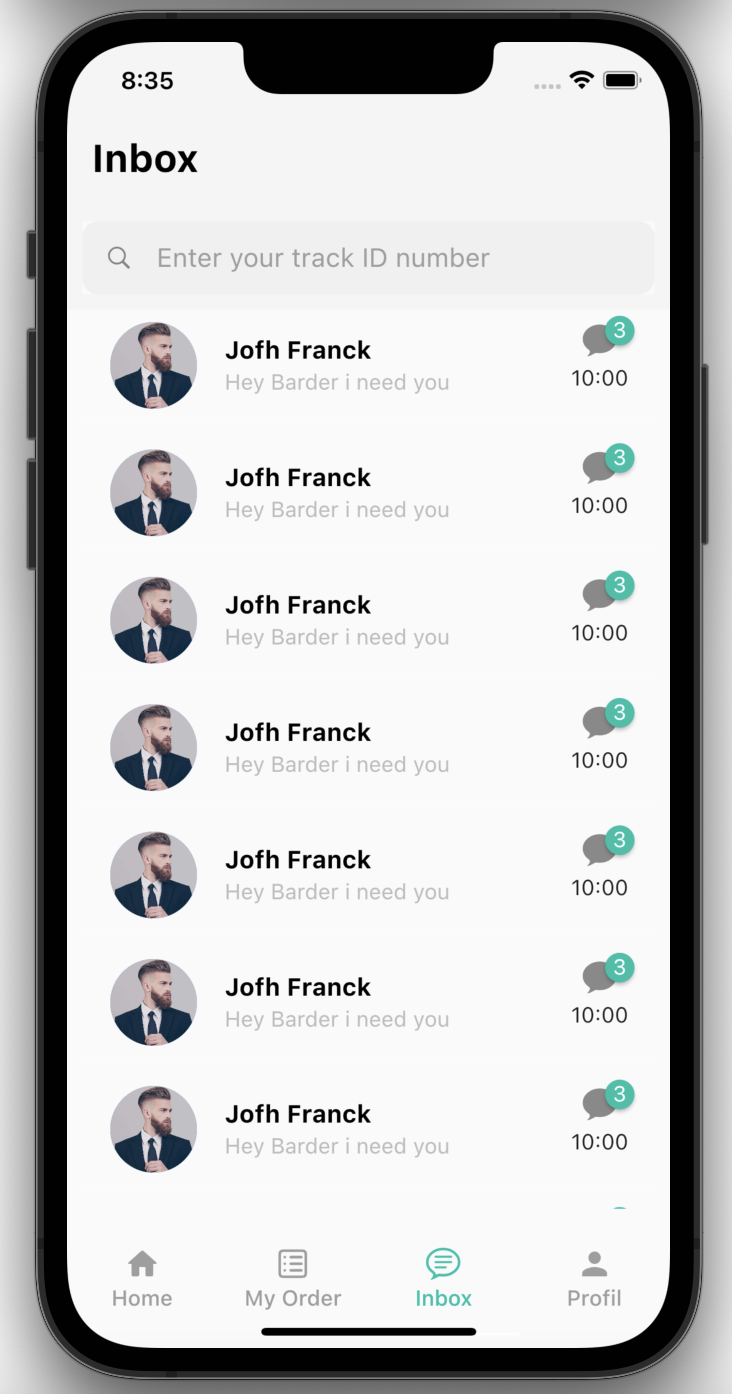 8:35
Inbox
Enter your track ID number
3
Jofh Franck
Hey Barder i need you
10:00
3
Jofh Franck
Hey Barder i need you
10:00
3
Jofh Franck
Hey Barder i need you
10:00
3
Jofh Franck
Hey Barder i need you
10:00
3
Jofh Franck
Hey Barder i need you
10:00
3
Jofh Franck
Hey Barder i need you
10:00
3
Jofh Franck
Hey Barder i need you
10:00
Home My Order Inbox Profil